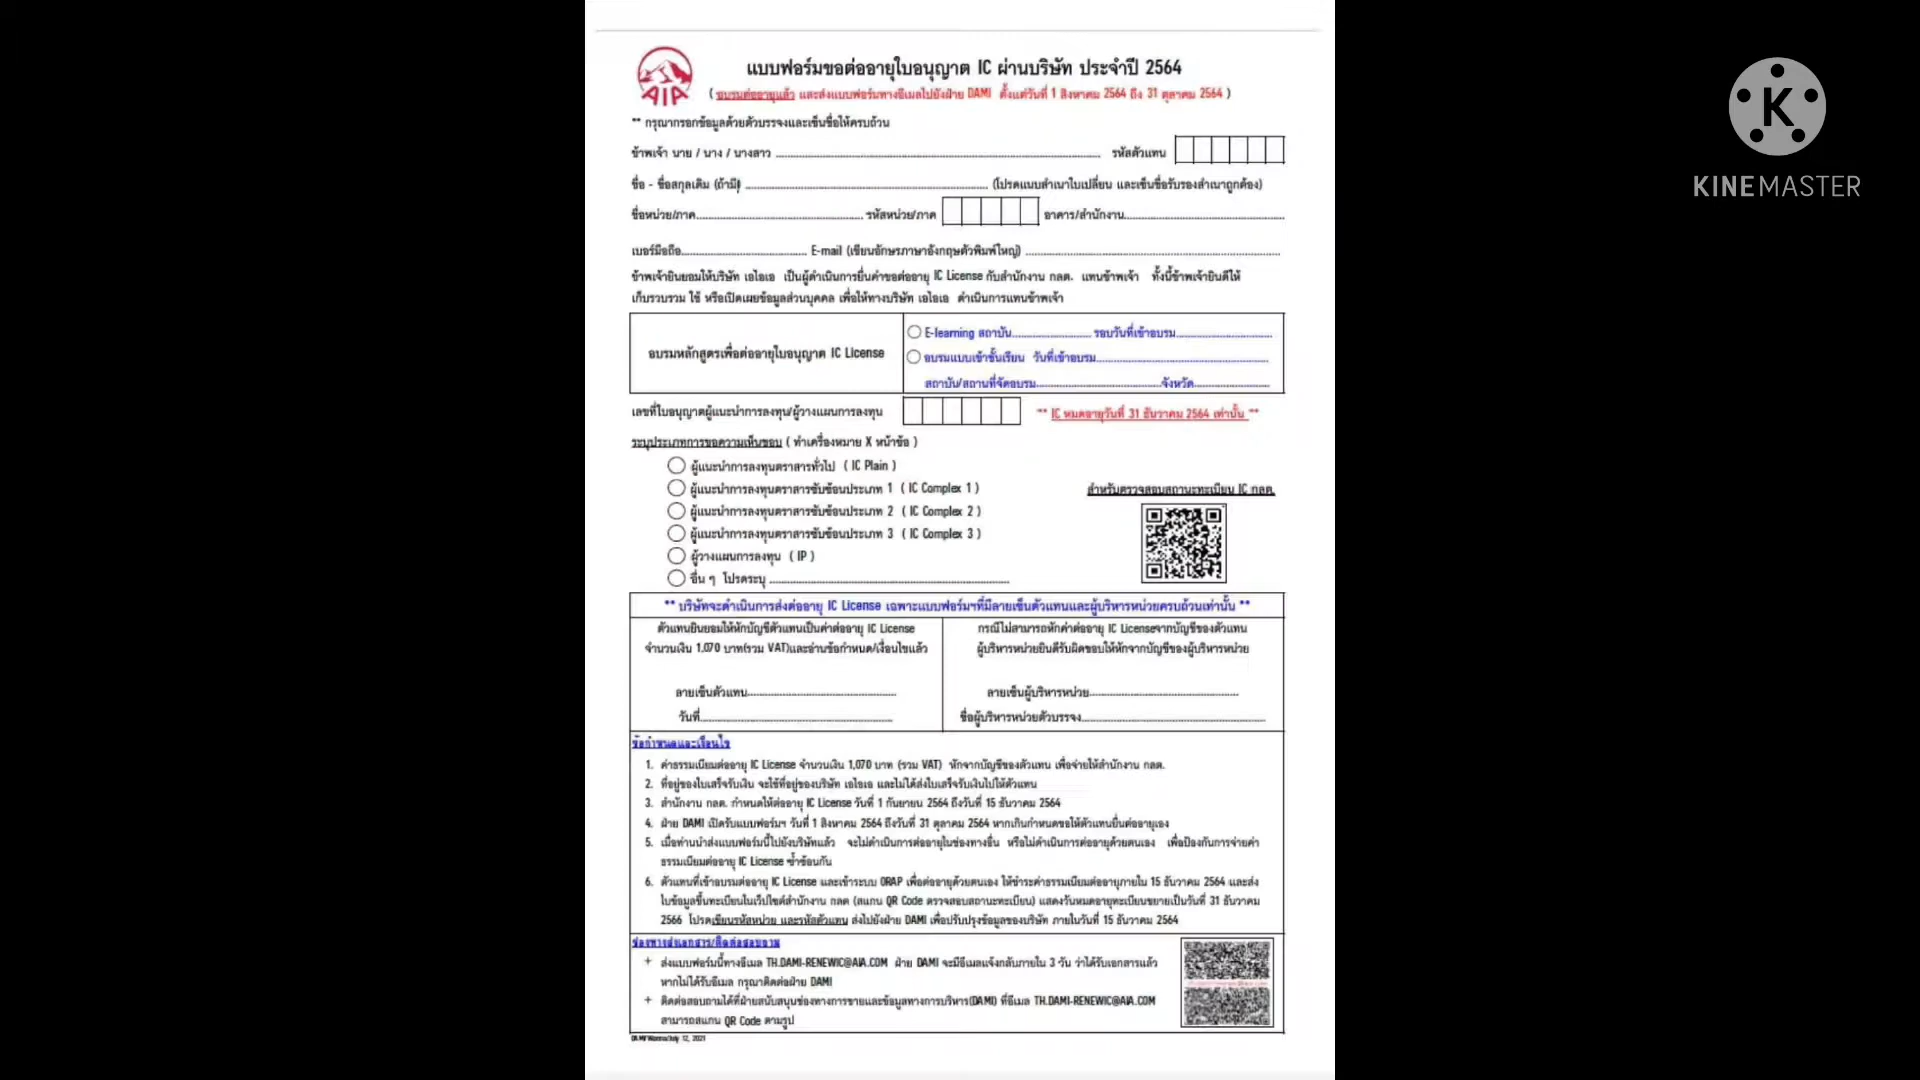 AIA
แบบฟอร์มขอต่ออายุใบอนุญาต IC ผ่านบริษัท ประจำปี 2564
( อบรมต่ออายุแล้ว และส่งแบบฟอร์มทางอีเมลไปยังฝ่าย DAMI ตั้งแต่วันที่ 1 สิงหาคม 2564 ถึง 31 ตุลาคม 2564 )
** กรุณากรอกข้อมูลด้วยตัวบรรจงและเซ็นชื่อให้ครบถ้วน
ข้าพเจ้า นาย / นาง / นางสาว ........ รหัสตัวแทน
ชื่อ - ชื่อสกุลเดิม (ถ้ามี) ........ (โปรดแนบสำเนาใบเปลี่ยน และเซ็นชื่อรับรองสำเนาถูกต้อง)
ชื่อหน่วย/ภาค........ รหัสหน่วย/ภาค อาคาร/สำนักงาน........
เบอร์มือถือ........ E-mail (เขียนอักษรภาษาอังกฤษตัวพิมพ์ใหญ่) ........
ข้าพเจ้ายินยอมให้บริษัท เอไอเอ เป็นผู้ดำเนินการยื่นคำขอต่ออายุ IC License กับสำนักงาน กลต. แทนข้าพเจ้า ทั้งนี้ข้าพเจ้ายินดีให้
เก็บรวบรวม ใช้ หรือเปิดเผยข้อมูลส่วนบุคคล เพื่อให้ทางบริษัท เอไอเอ ดำเนินการแทนข้าพเจ้า
อบรมหลักสูตรเพื่อต่ออายุใบอนุญาต IC License
E-learning สถาบัน........ รอบวันที่เข้าอบรม........
อบรมแบบเข้าชั้นเรียน วันที่เข้าอบรม........
สถาบัน/สถานที่จัดอบรม........จังหวัด........
เลขที่ใบอนุญาตผู้แนะนำการลงทุน/ผู้วางแผนการลงทุน ** IC หมดอายุวันที่ 31 ธันวาคม 2564 เท่านั้น **
ระบุประเภทการขอความเห็นชอบ ( ทำเครื่องหมาย X หน้าข้อ )
ผู้แนะนำการลงทุนตราสารทั่วไป ( IC Plain )
ผู้แนะนำการลงทุนตราสารซับซ้อนประเภท 1 ( IC Complex 1 )
ผู้แนะนำการลงทุนตราสารซับซ้อนประเภท 2 ( IC Complex 2 )
ผู้แนะนำการลงทุนตราสารซับซ้อนประเภท 3 ( IC Complex 3 )
ผู้วางแผนการลงทุน ( IP )
อื่น ๆ โปรดระบุ ........
สำหรับตรวจสอบสถานะทะเบียน IC กลต.
** บริษัทจะดำเนินการส่งต่ออายุ IC License เฉพาะแบบฟอร์มฯที่มีลายเซ็นตัวแทนและผู้บริหารหน่วยครบถ้วนเท่านั้น **
ตัวแทนยินยอมให้หักบัญชีตัวแทนเป็นค่าต่ออายุ IC License
จำนวนเงิน 1,070 บาท(รวม VAT)และอ่านข้อกำหนด/เงื่อนไขแล้ว
ลายเซ็นตัวแทน........
วันที่........
กรณีไม่สามารถหักค่าต่ออายุ IC Licenseจากบัญชีของตัวแทน
ผู้บริหารหน่วยยินดีรับผิดชอบให้หักจากบัญชีของผู้บริหารหน่วย
ลายเซ็นผู้บริหารหน่วย........
ชื่อผู้บริหารหน่วยตัวบรรจง........
ข้อกำหนดและเงื่อนไข
1. ค่าธรรมเนียมต่ออายุ IC License จำนวนเงิน 1,070 บาท (รวม VAT) หักจากบัญชีของตัวแทน เพื่อจ่ายให้สำนักงาน กลต.
2. ที่อยู่ของใบเสร็จรับเงิน จะใช้ที่อยู่ของบริษัท เอไอเอ และไม่ได้ส่งใบเสร็จรับเงินไปให้ตัวแทน
3. สำนักงาน กลต. กำหนดให้ต่ออายุ IC License วันที่ 1 กันยายน 2564 ถึงวันที่ 15 ธันวาคม 2564
4. ฝ่าย DAMI เปิดรับแบบฟอร์มฯ วันที่ 1 สิงหาคม 2564 ถึงวันที่ 31 ตุลาคม 2564 หากเกินกำหนดขอให้ตัวแทนยื่นต่ออายุเอง
5. เมื่อท่านนำส่งแบบฟอร์มนี้ไปยังบริษัทแล้ว จะไม่ดำเนินการต่ออายุในช่องทางอื่น หรือไม่ดำเนินการต่ออายุด้วยตนเอง เพื่อป้องกันการจ่ายค่า
ธรรมเนียมต่ออายุ IC License ซ้ำซ้อนกัน
6. ตัวแทนที่เข้าอบรมต่ออายุ IC License และเข้าระบบ ORAP เพื่อต่ออายุด้วยตนเอง ให้ชำระค่าธรรมเนียมต่ออายุภายใน 15 ธันวาคม 2564 และส่ง
ใบข้อมูลขึ้นทะเบียนในเว็ปไซต์สำนักงาน กลต (สแกน QR Code ตรวจสอบสถานะทะเบียน) แสดงวันหมดอายุทะเบียนขยายเป็นวันที่ 31 ธันวาคม
2566 โปรดเขียนรหัสหน่วย และรหัสตัวแทน ส่งไปยังฝ่าย DAMI เพื่อปรับปรุงข้อมูลของบริษัท ภายในวันที่ 15 ธันวาคม 2564
ช่องทางส่งเอกสาร/ติดต่อสอบถาม
+ ส่งแบบฟอร์มนี้ทางอีเมล TH.DAMI-RENEWIC@AIA.COM ฝ่าย DAMI จะมีอีเมลแจ้งกลับภายใน 3 วัน ว่าได้รับเอกสารแล้ว
หากไม่ได้รับอีเมล กรุณาติดต่อฝ่าย DAMI
+ ติดต่อสอบถามได้ที่ฝ่ายสนับสนุนช่องทางการขายและข้อมูลทางการบริหาร(DAMI) ที่อีเมล TH.DAMI-RENEWIC@AIA.COM
สามารถสแกน QR Code ตามรูป
July 12, 2021
K
KINEMASTER